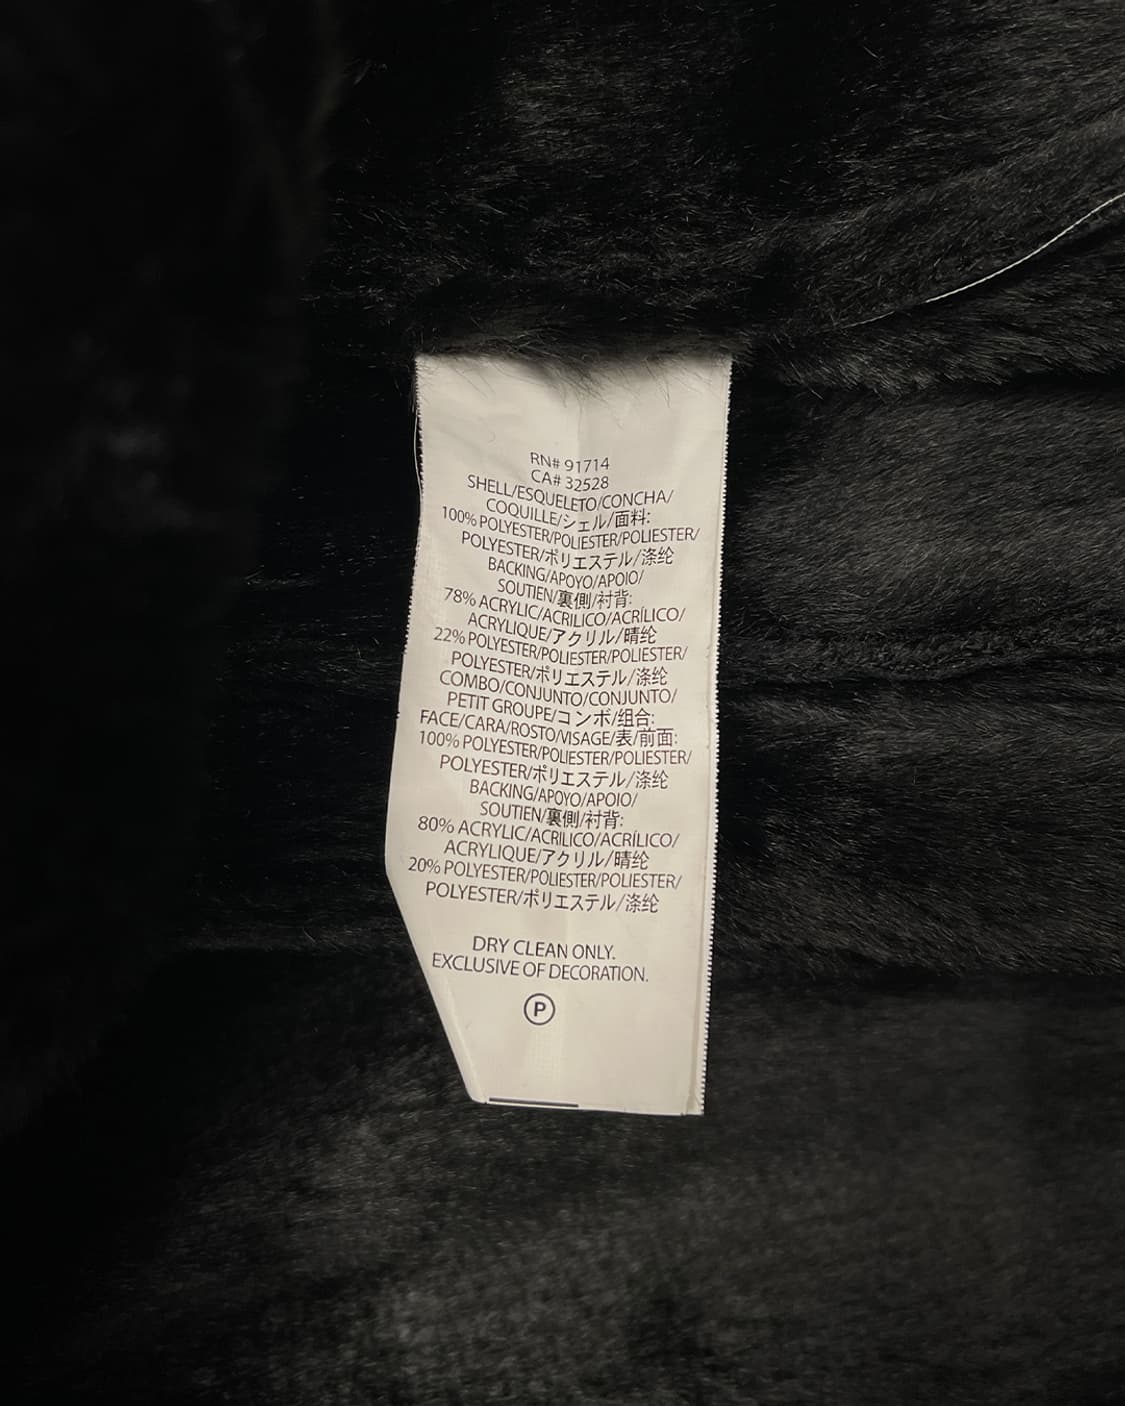 RN# 91714
CA# 32528
SHELL/ESQUELETO/CONCHA/
COQUILLE/シェル/面料:
100% POLYESTER/POLIESTER/POLIESTER/
POLYESTER/ポリエステル/涤纶
BACKING/APOYO/APOIO/
SOUTIEN/裏側/衬背:
78% ACRYLIC/ACRILICO/ACRÍLICO/
ACRYLIQUE/アクリル/晴纶
22% POLYESTER/POLIESTER/POLIESTER/
POLYESTER/ポリエステル/涤纶
COMBO/CONJUNTO/CONJUNTO/
PETIT GROUPE/コンボ/组合:
FACE/CARA/ROSTO/VISAGE/表/前面:
100% POLYESTER/POLIESTER/POLIESTER/
POLYESTER/ポリエステル/涤纶
BACKING/APOYO/APOIO/
SOUTIEN/裏側/衬背:
80% ACRYLIC/ACRILICO/ACRÍLICO/
ACRYLIQUE/アクリル/晴纶
20% POLYESTER/POLIESTER/POLIESTER/
POLYESTER/ポリエステル/涤纶
DRY CLEAN ONLY.
EXCLUSIVE OF DECORATION.
P